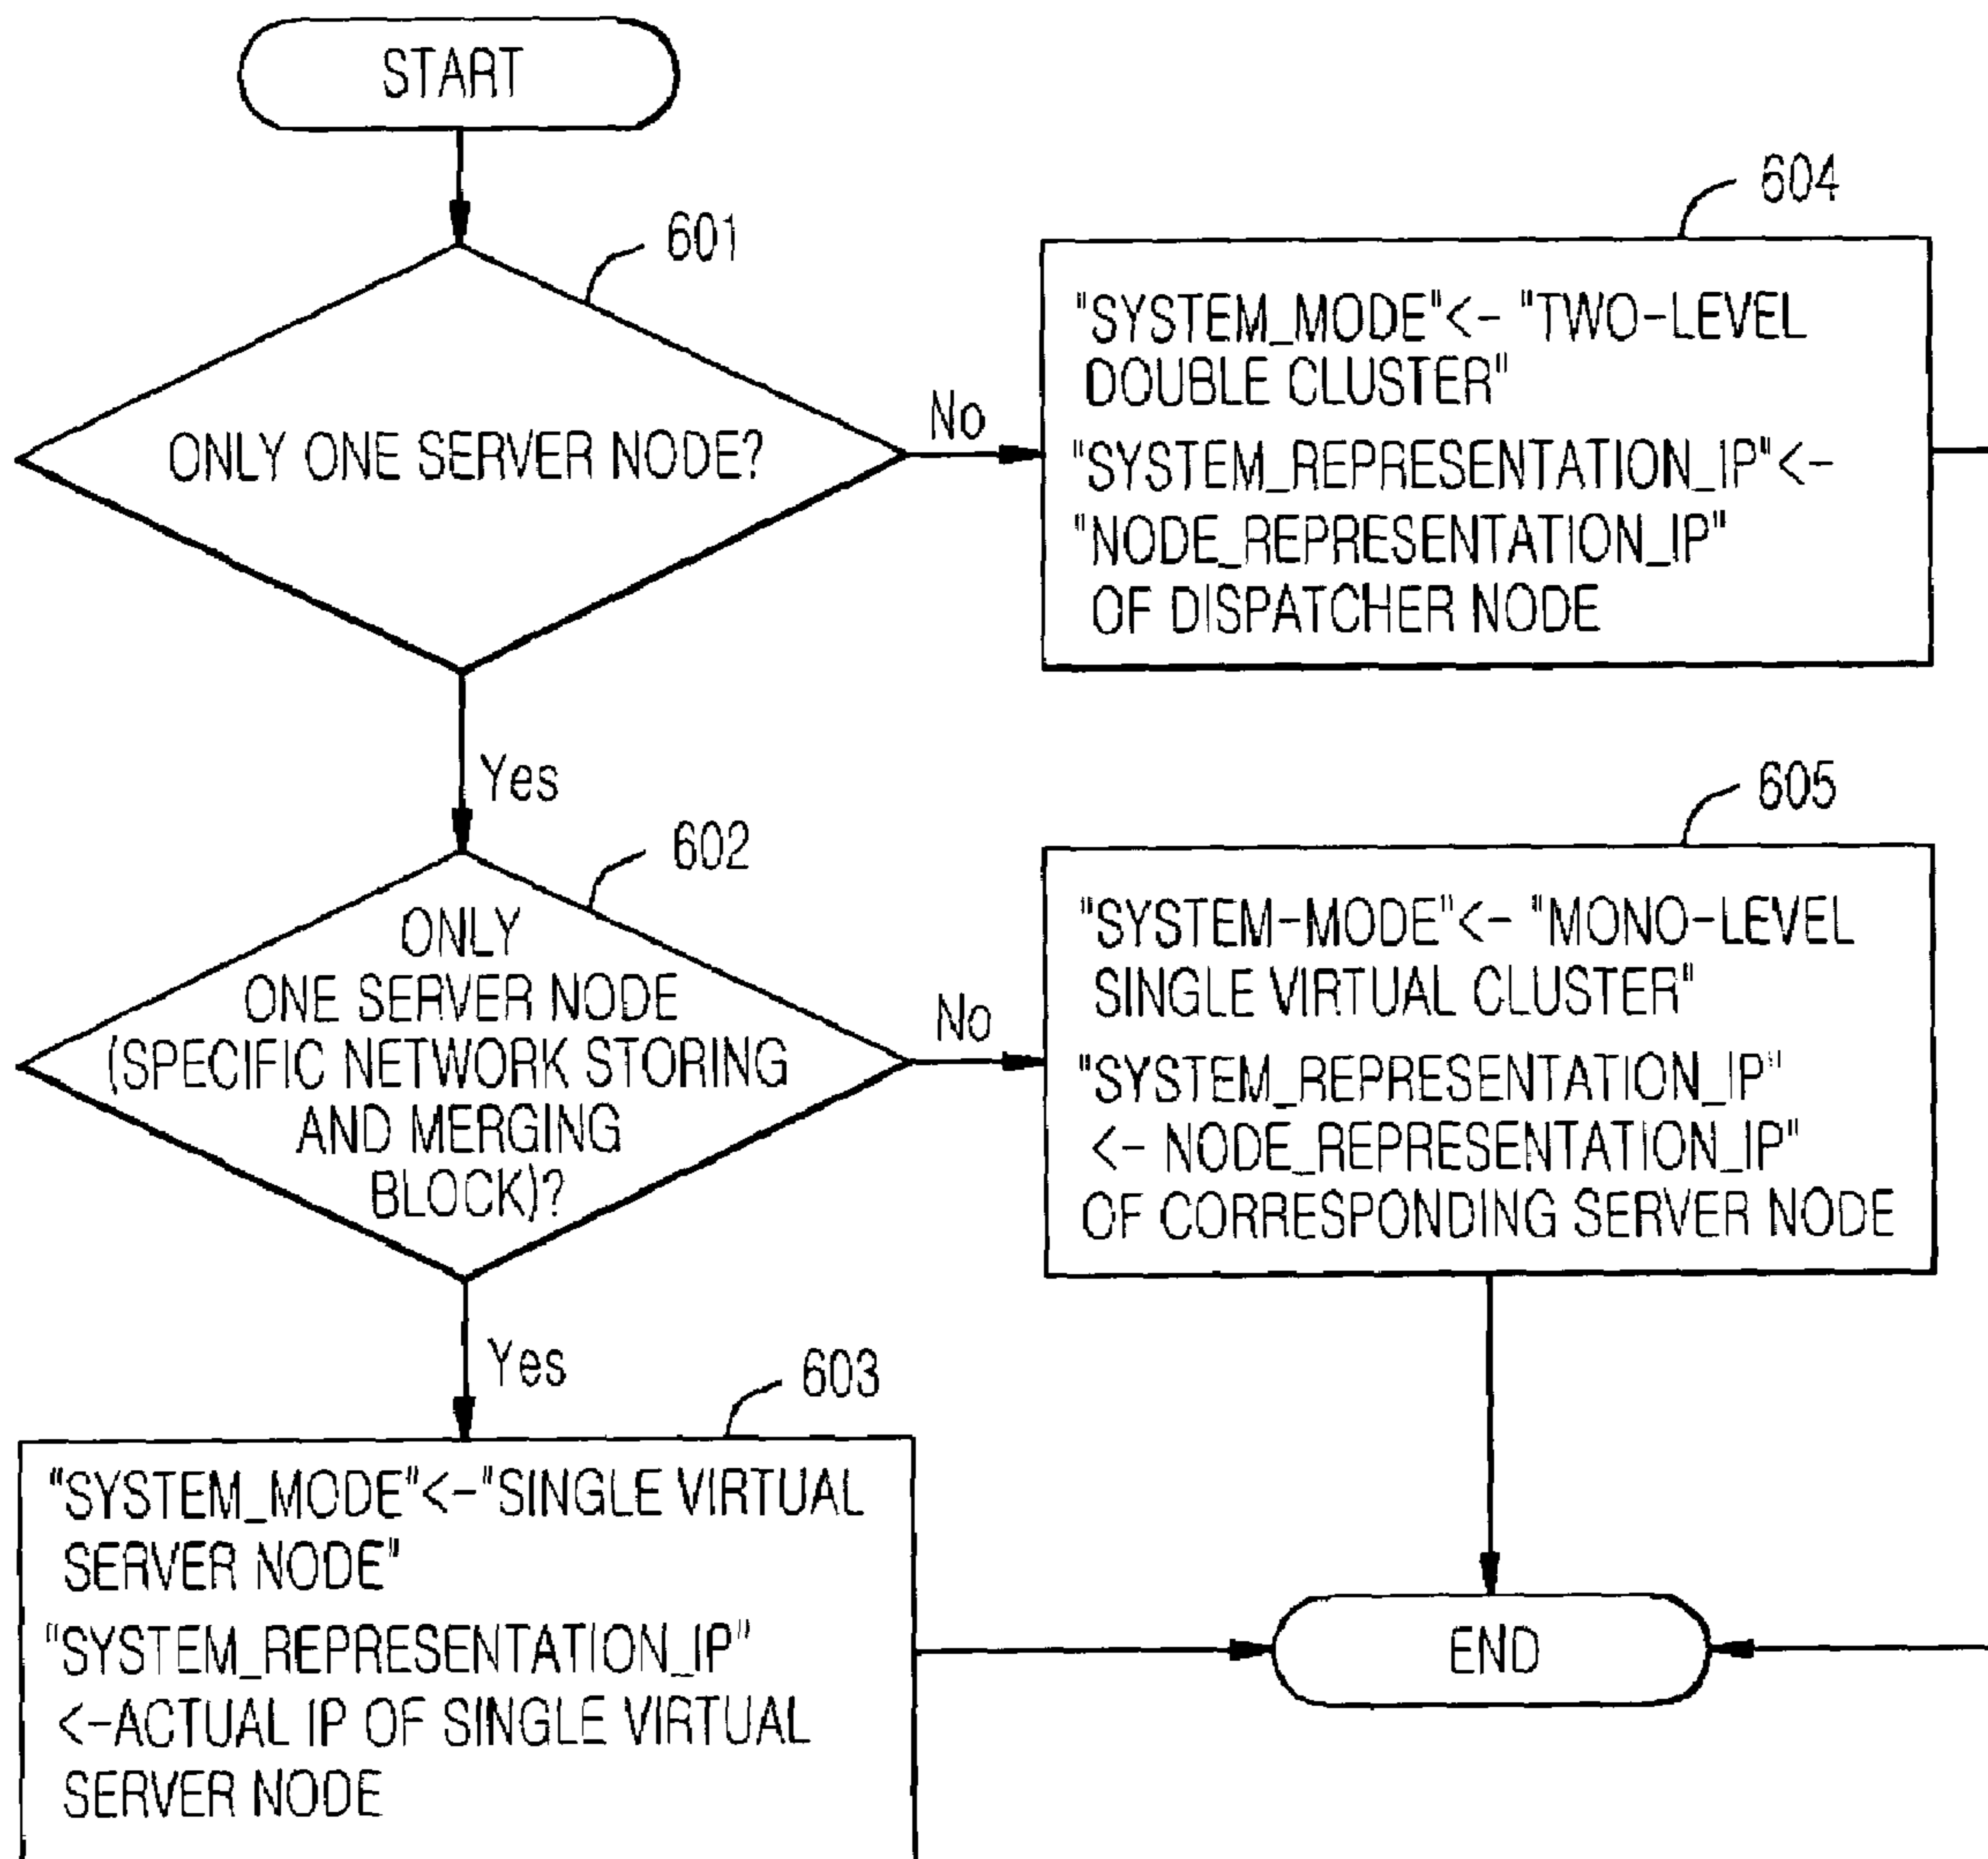 START
601
ONLY ONE SERVER NODE?
No
604
"SYSTEM_MODE"<- "TWO-LEVEL
DOUBLE CLUSTER"
"SYSTEM_REPRESENTATION_IP"<-
"NODE_REPRESENTATION_IP"
OF DISPATCHER NODE
Yes
602
ONLY
ONE SERVER NODE
(SPECIFIC NETWORK STORING
AND MERGING
BLOCK)?
No
605
"SYSTEM-MODE"<- "MONO-LEVEL
SINGLE VIRTUAL CLUSTER"
"SYSTEM_REPRESENTATION_IP"
<- NODE_REPRESENTATION_IP"
OF CORRESPONDING SERVER NODE
Yes
603
"SYSTEM_MODE"<-"SINGLE VIRTUAL
SERVER NODE"
"SYSTEM_REPRESENTATION_IP"
<-ACTUAL IP OF SINGLE VIRTUAL
SERVER NODE
END